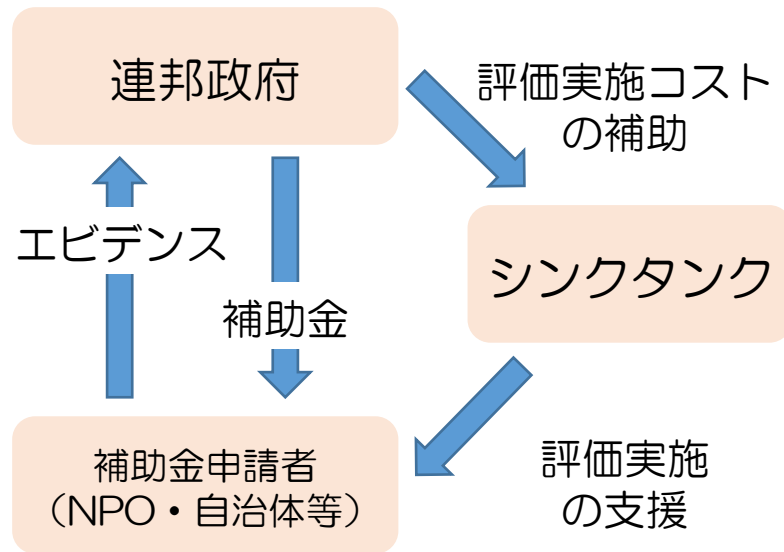 連邦政府
評価実施コスト
の補助
エビデンス
シンクタンク
補助金
補助金申請者
（NPO・自治体等）
評価実施
の支援